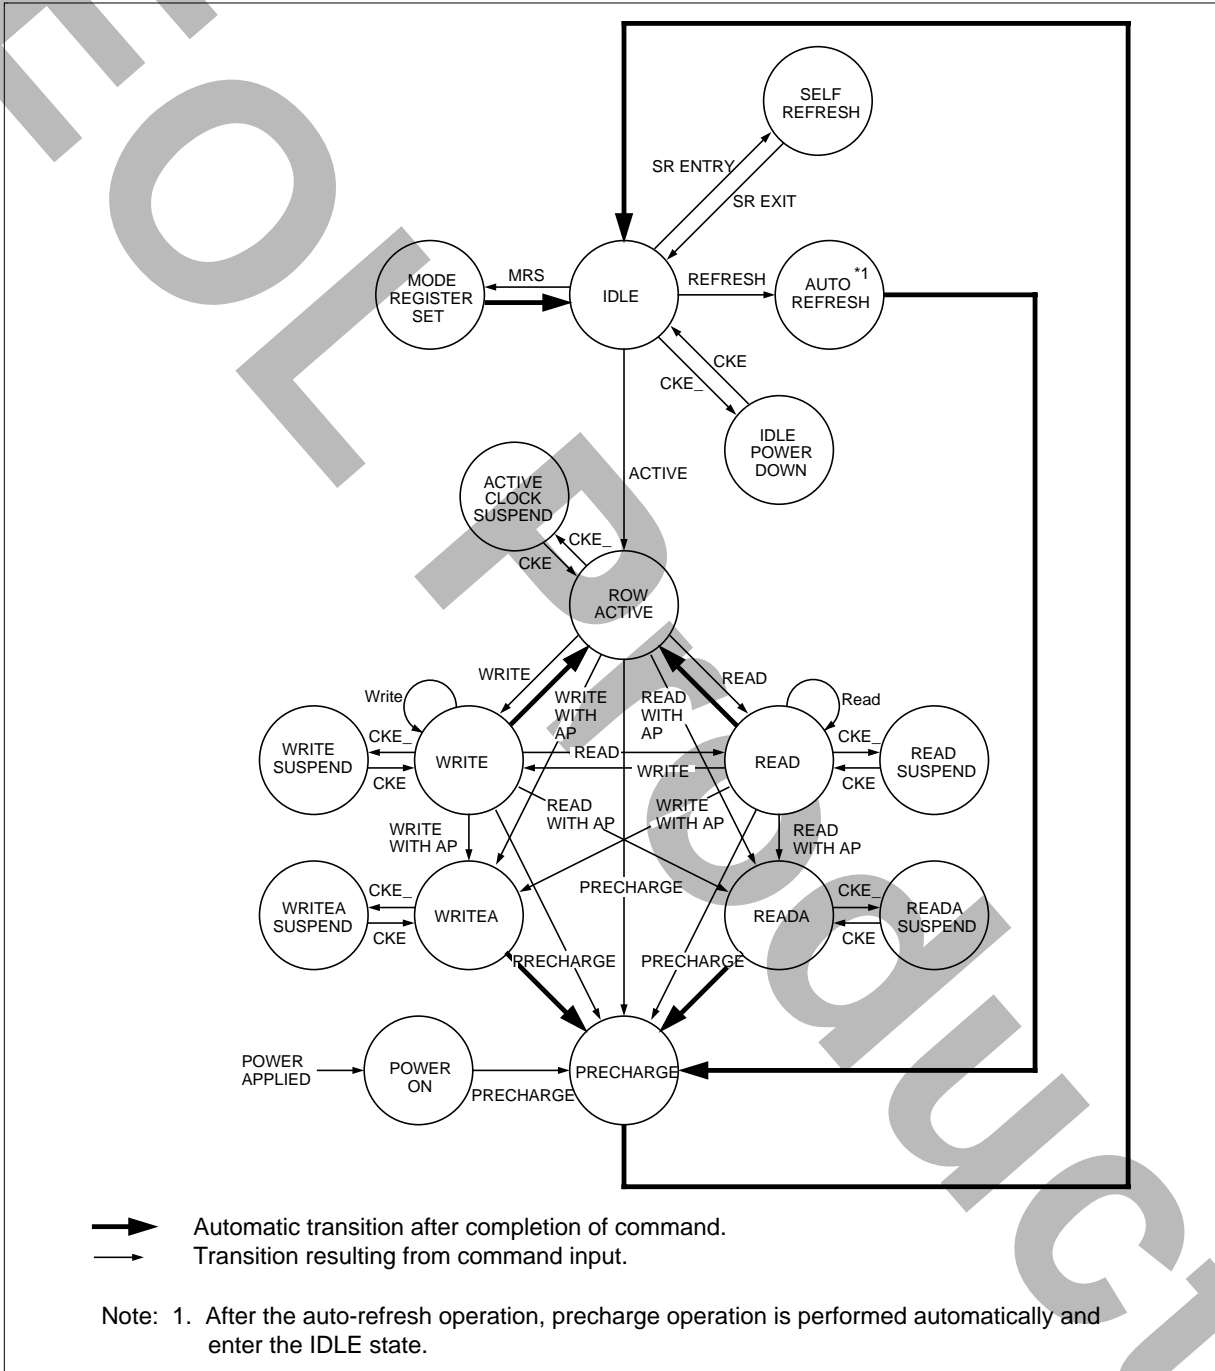 EOL Product
SELF
REFRESH
SR ENTRY
SR EXIT
MODE
REGISTER
SET
MRS
IDLE
REFRESH
AUTO *1
REFRESH
CKE
CKE_
IDLE
POWER
DOWN
ACTIVE
ACTIVE
CLOCK
SUSPEND
CKE_
CKE
ROW
ACTIVE
WRITE
WRITE
WITH
AP
READ
WITH
AP
READ
Write
Read
WRITE
SUSPEND
CKE_
CKE
WRITE
READ
WRITE
READ
CKE_
CKE
READ
SUSPEND
WRITE
WITH AP
READ
WITH AP
WRITE
WITH AP
READ
WITH AP
WRITEA
SUSPEND
CKE_
CKE
WRITEA
PRECHARGE
READA
CKE_
CKE
READA
SUSPEND
PRECHARGE
PRECHARGE
POWER
APPLIED
POWER
ON
PRECHARGE
PRECHARGE
Automatic transition after completion of command.
Transition resulting from command input.
Note: 1. After the auto-refresh operation, precharge operation is performed automatically and
enter the IDLE state.